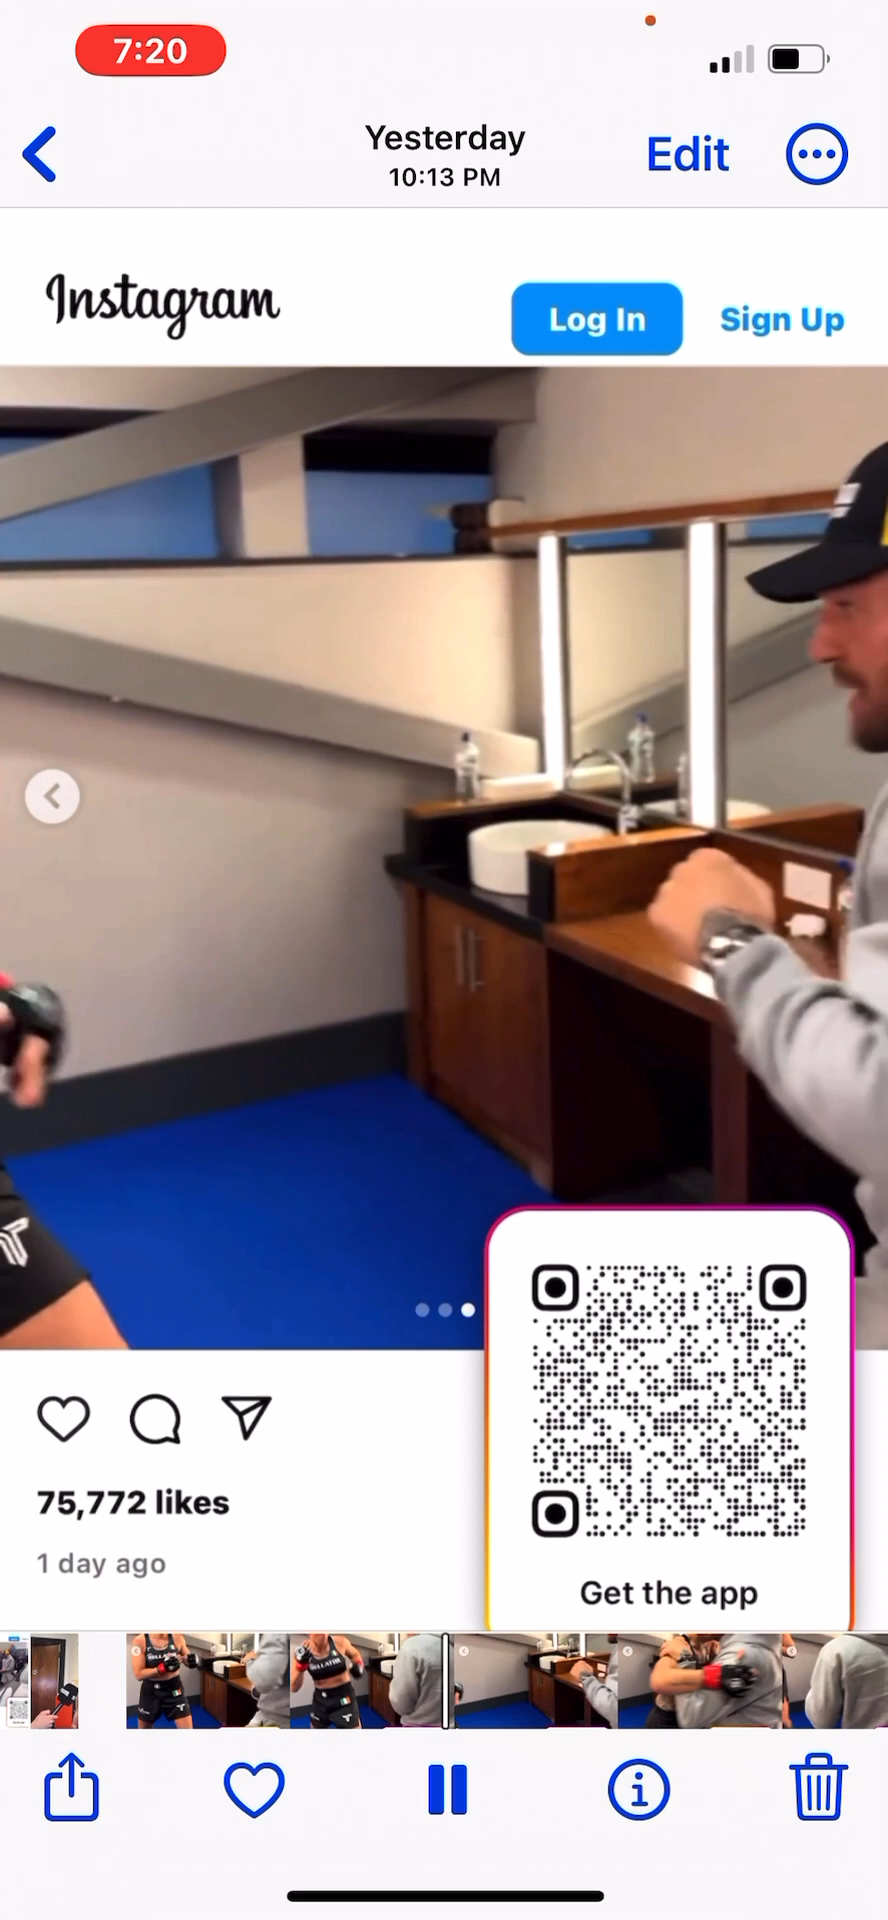 7:20
Yesterday
10:13 PM
Edit
Instagram
Log In
Sign Up
75,772 likes
1 day ago
Get the app
BELLATOR